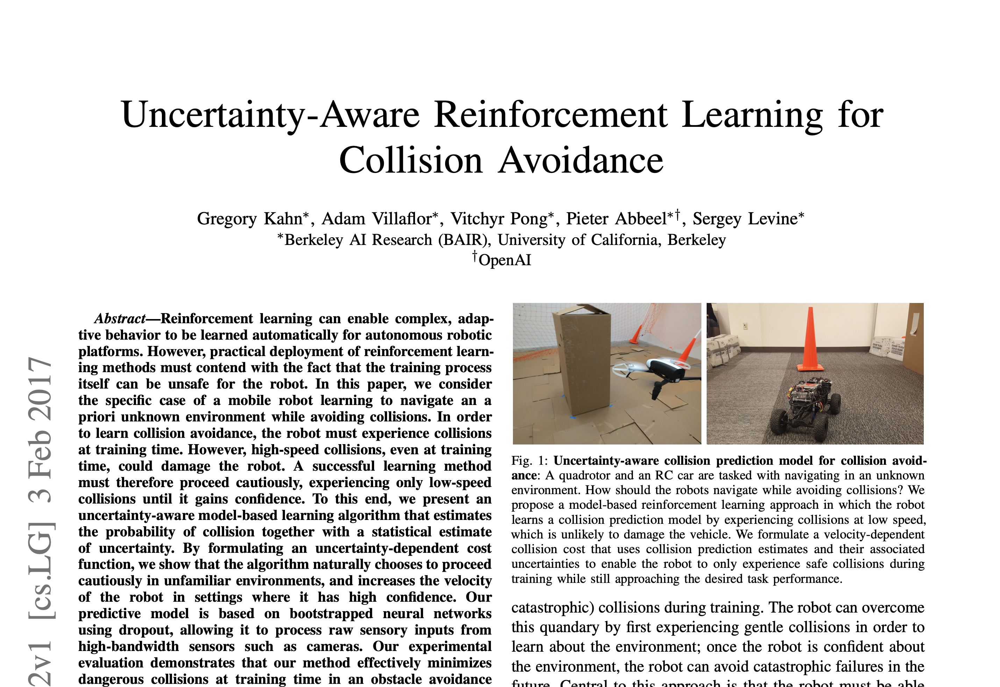 Uncertainty-Aware Reinforcement Learning for
Collision Avoidance
Gregory Kahn*, Adam Villaflor*, Vitchyr Pong*, Pieter Abbeel*†, Sergey Levine*
*Berkeley AI Research (BAIR), University of California, Berkeley
†OpenAI
2v1 [cs.LG] 3 Feb 2017
Abstract—Reinforcement learning can enable complex, adap-
tive behavior to be learned automatically for autonomous robotic
platforms. However, practical deployment of reinforcement learn-
ing methods must contend with the fact that the training process
itself can be unsafe for the robot. In this paper, we consider
the specific case of a mobile robot learning to navigate an a
priori unknown environment while avoiding collisions. In order
to learn collision avoidance, the robot must experience collisions
at training time. However, high-speed collisions, even at training
time, could damage the robot. A successful learning method
must therefore proceed cautiously, experiencing only low-speed
collisions until it gains confidence. To this end, we present an
uncertainty-aware model-based learning algorithm that estimates
the probability of collision together with a statistical estimate
of uncertainty. By formulating an uncertainty-dependent cost
function, we show that the algorithm naturally chooses to proceed
cautiously in unfamiliar environments, and increases the velocity
of the robot in settings where it has high confidence. Our
predictive model is based on bootstrapped neural networks
using dropout, allowing it to process raw sensory inputs from
high-bandwidth sensors such as cameras. Our experimental
evaluation demonstrates that our method effectively minimizes
dangerous collisions at training time in an obstacle avoidance
Fig. 1: Uncertainty-aware collision prediction model for collision avoid-
ance: A quadrotor and an RC car are tasked with navigating in an unknown
environment. How should the robots navigate while avoiding collisions? We
propose a model-based reinforcement learning approach in which the robot
learns a collision prediction model by experiencing collisions at low speed,
which is unlikely to damage the vehicle. We formulate a velocity-dependent
collision cost that uses collision prediction estimates and their associated
uncertainties to enable the robot to only experience safe collisions during
training while still approaching the desired task performance.
catastrophic) collisions during training. The robot can overcome
this quandary by first experiencing gentle collisions in order to
learn about the environment; once the robot is confident about
the environment, the robot can avoid catastrophic failures in the
future. Central to this approach is that the robot must be able